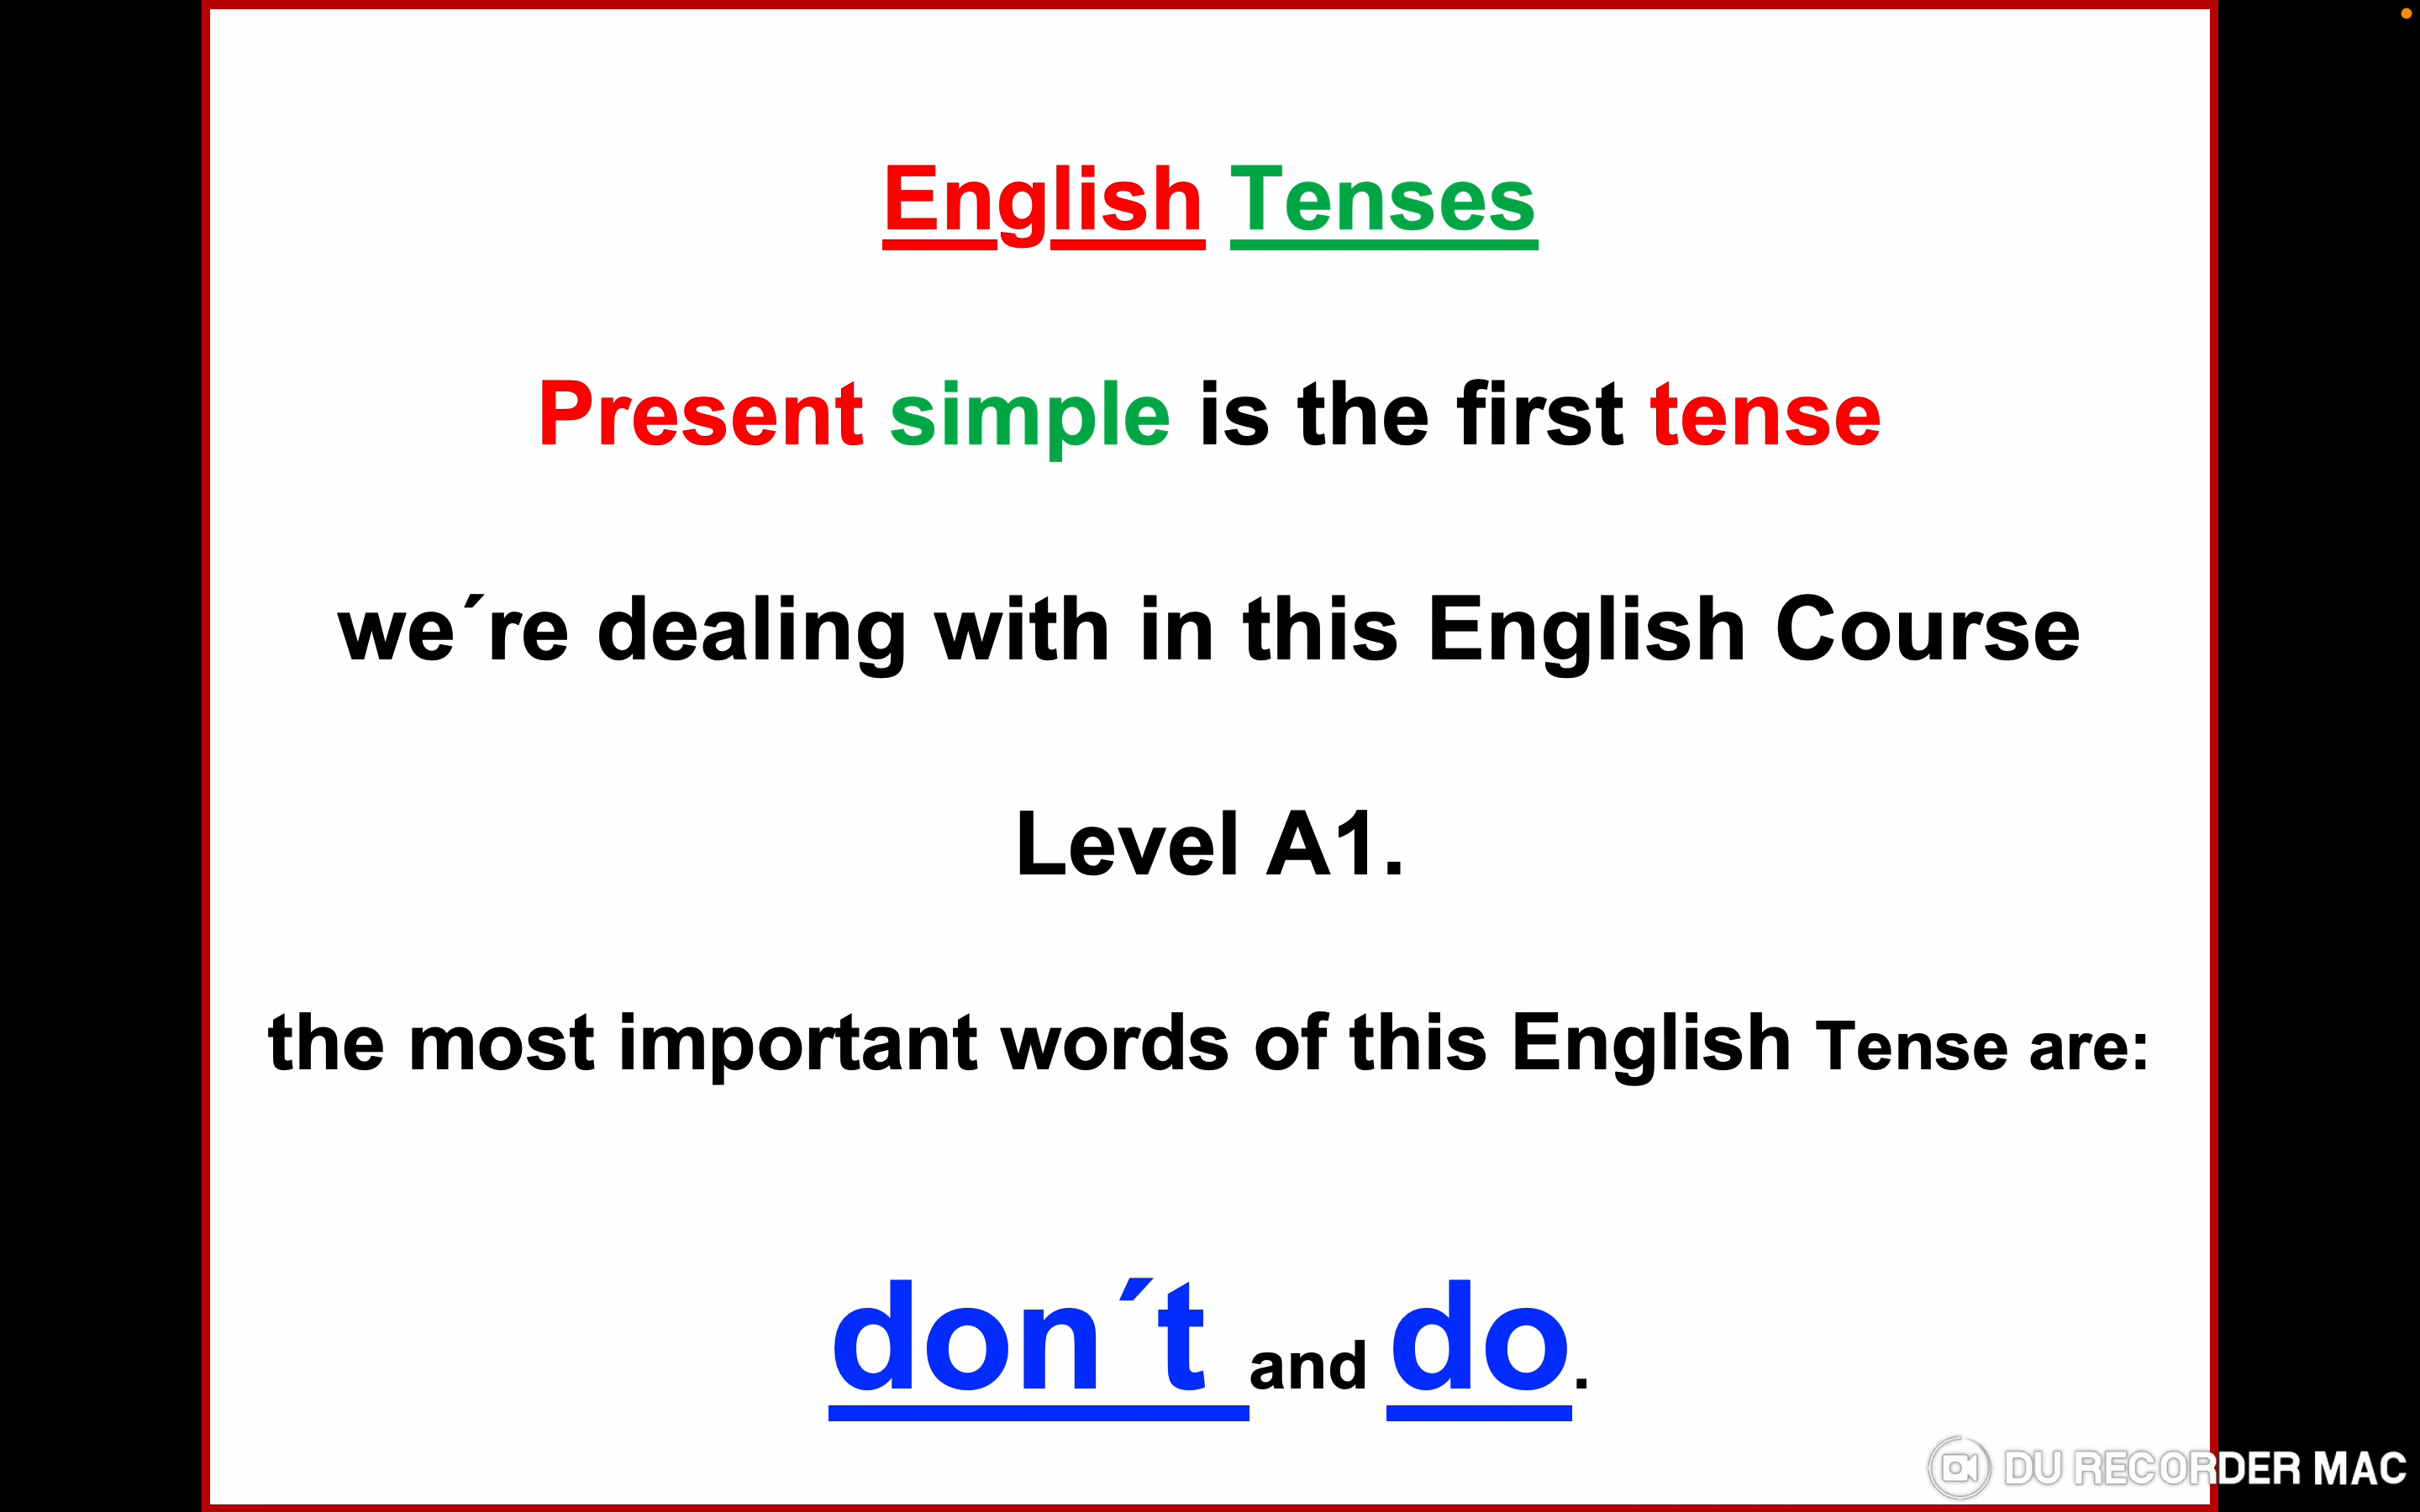 English Tenses
Present simple is the first tense
we´re dealing with in this English Course
Level A1.
the most important words of this English Tense are:
don´t and do.
DU RECORDER MAC